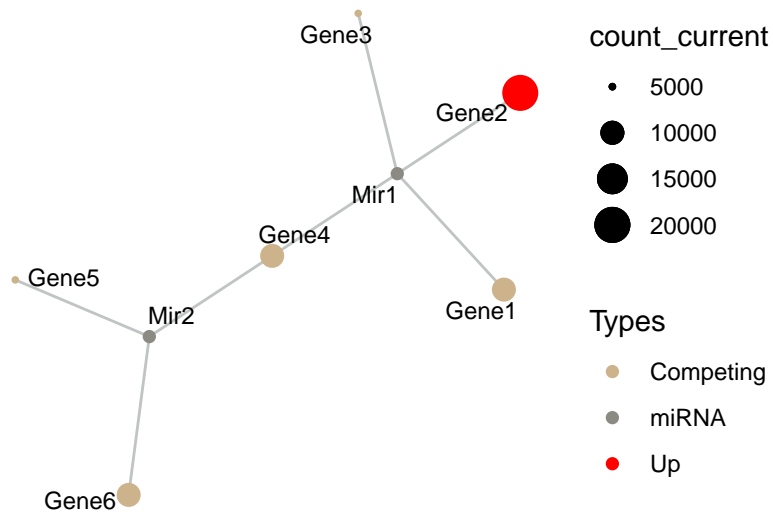 Gene3
Gene2
Mir1
Gene4
Gene5
Gene1
Mir2
Gene6
count_current
5000
10000
15000
20000
Types
Competing
miRNA
Up